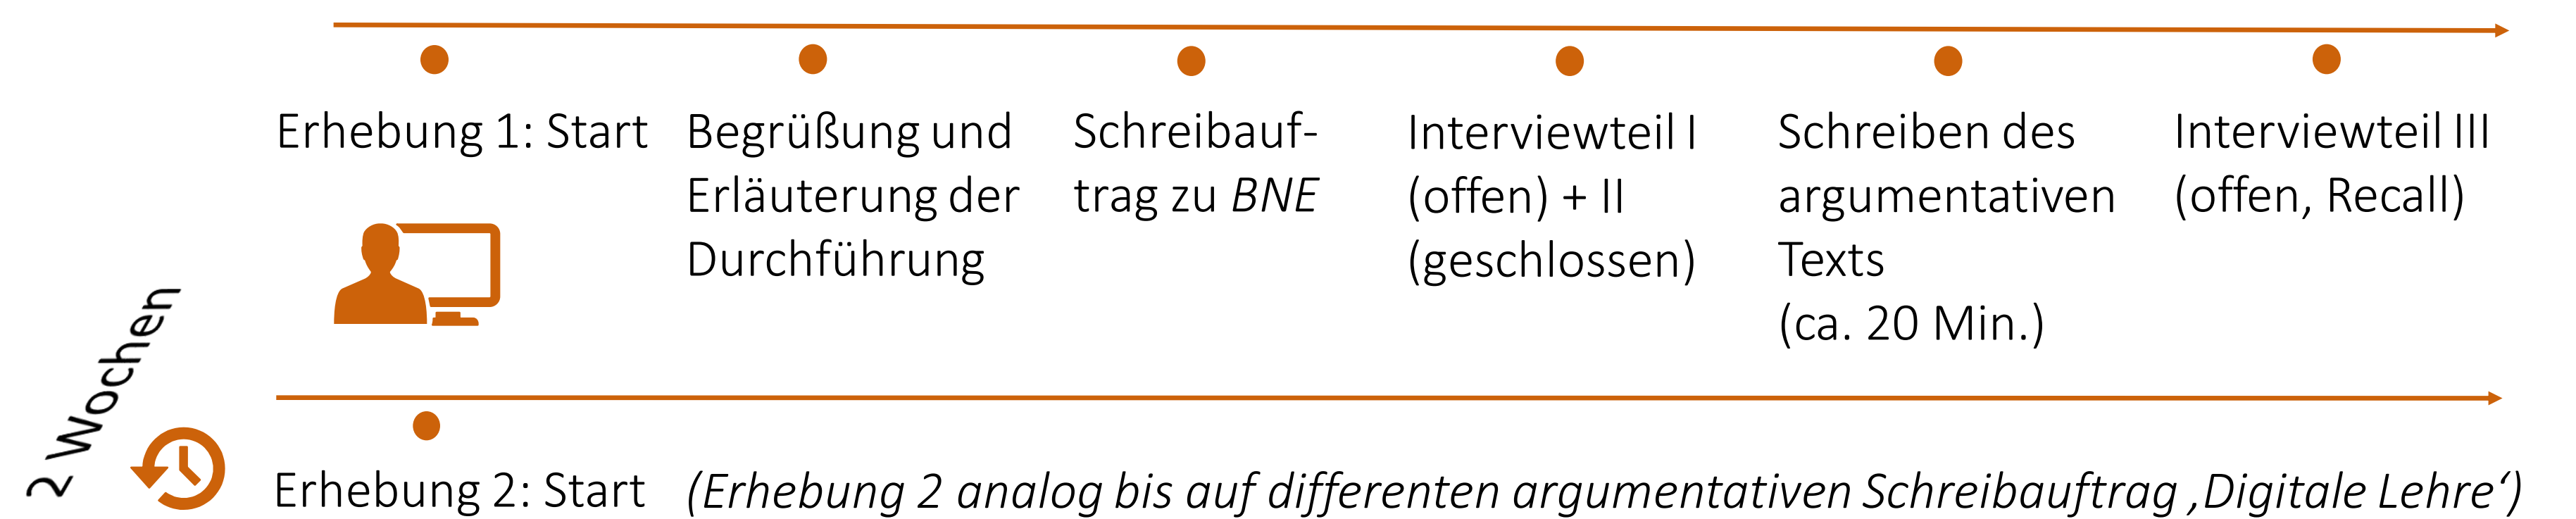 Erhebung 1: Start
Begrüßung und
Erläuterung der
Durchführung
Schreibauf-
trag zu BNE
Interviewteil I
(offen) + II
(geschlossen)
Schreiben des
argumentativen
Texts
(ca. 20 Min.)
Interviewteil III
(offen, Recall)
2 Wochen
Erhebung 2: Start
(Erhebung 2 analog bis auf differenten argumentativen Schreibauftrag ‚Digitale Lehre‘)